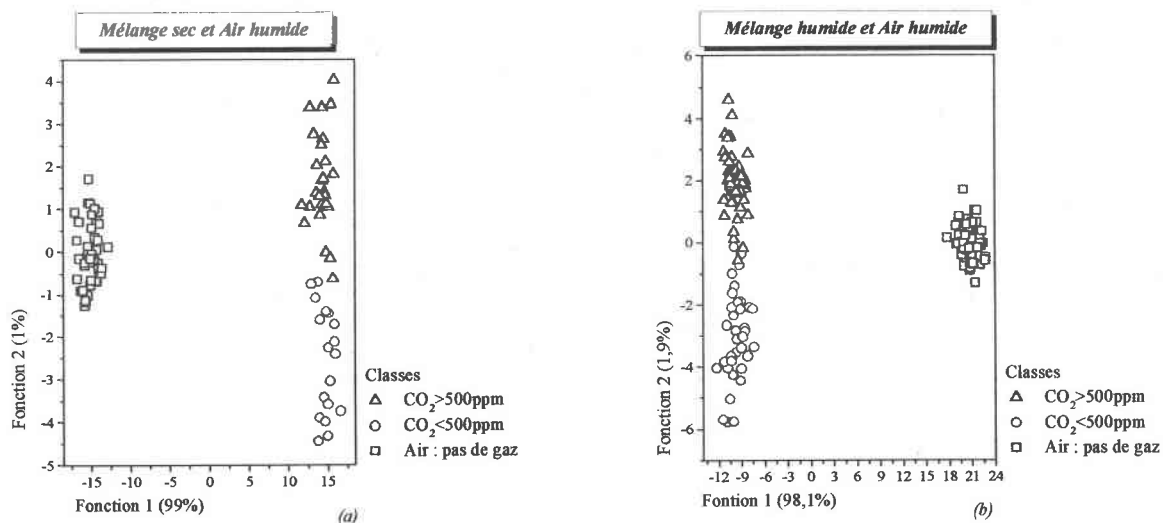 Mélange sec et Air humide
4
3
2
1
0
-1
-2
-3
-4
-5
Fonction 2 (1%)
-15
-10
-5
0
5
10
15
Fonction 1 (99%)
(a)
Classes
CO2>500ppm
CO2<500ppm
Air : pas de gaz
Mélange humide et Air humide
6
4
2
0
-2
-4
-6
Fonction 2 (1,9%)
-12
-9
-6
-3
0
3
6
9
12
15
18
21
24
Fontion 1 (98,1%)
(b)
Classes
CO2>500ppm
CO2<500ppm
Air : pas de gaz